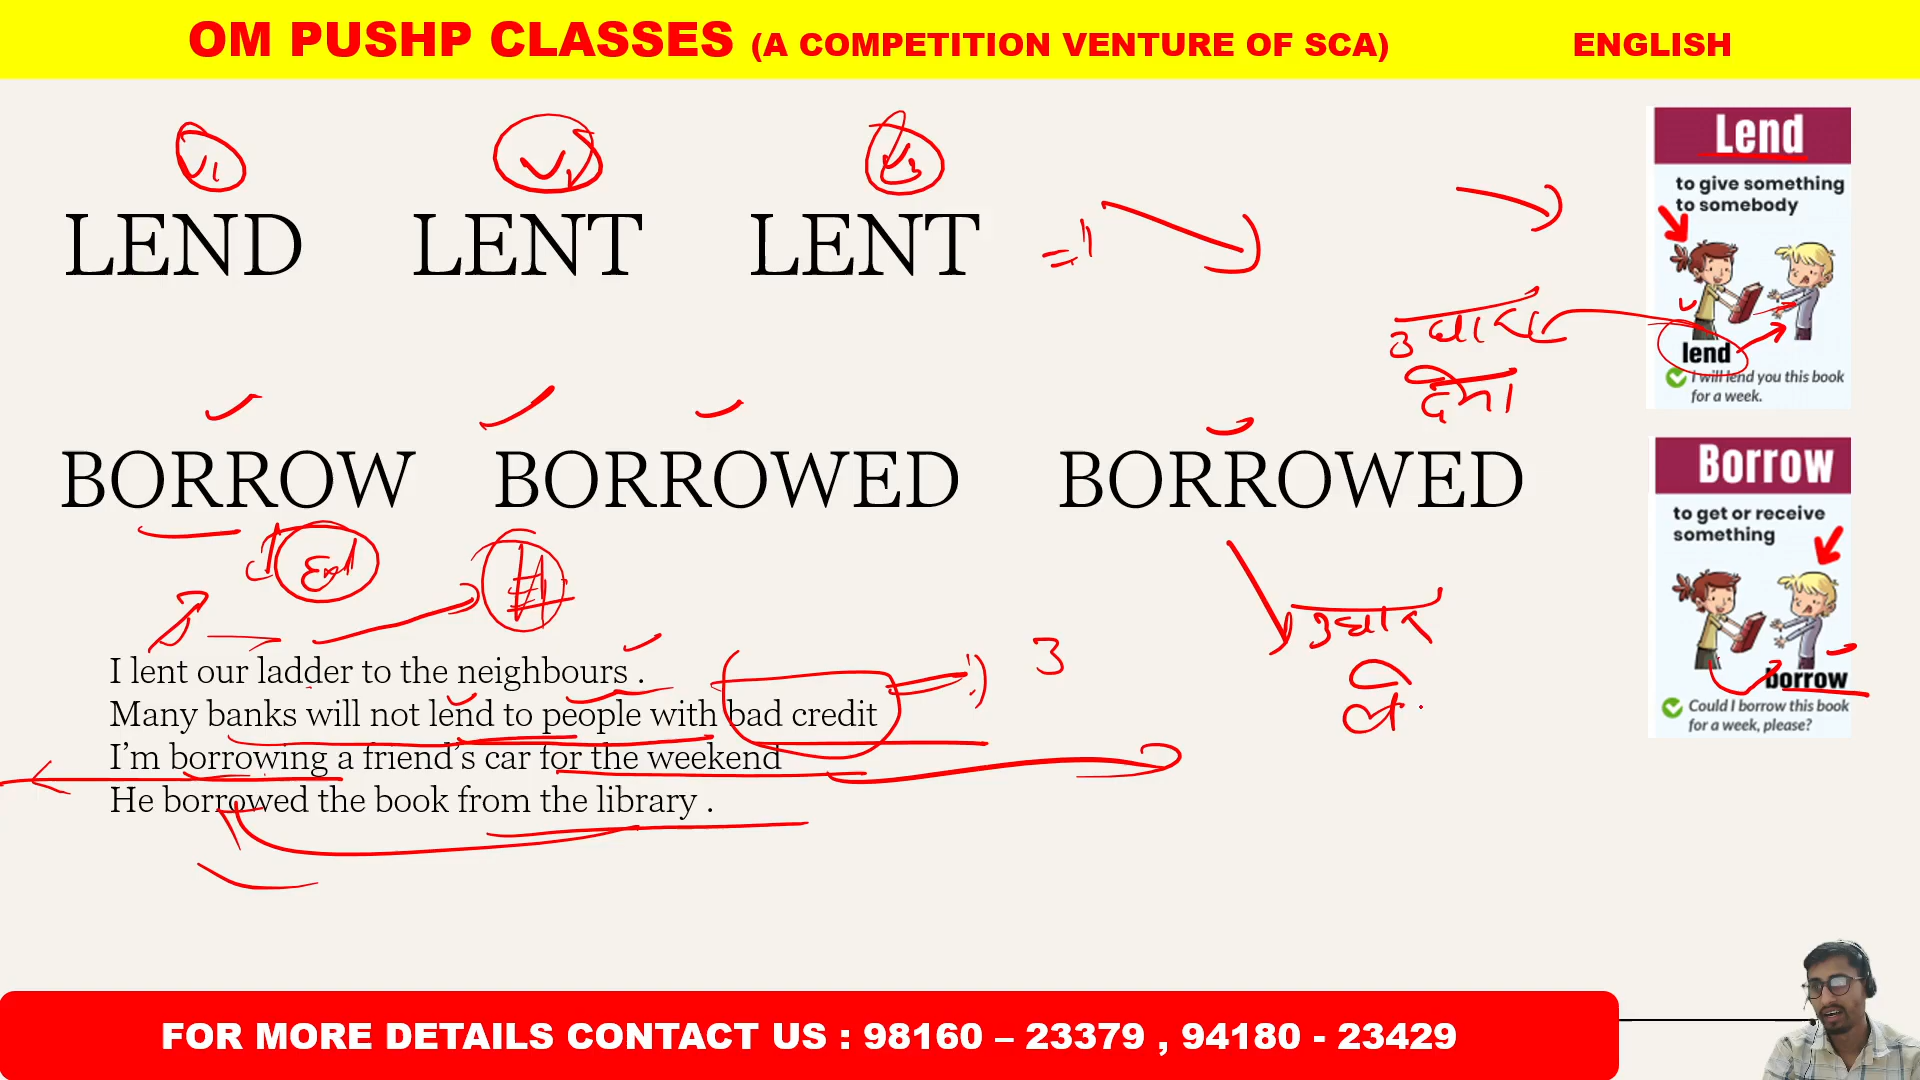 OM PUSHP CLASSES (A COMPETITION VENTURE OF SCA) ENGLISH
V1
LEND LENT LENT
BORROW BORROWED BORROWED
I lent our ladder to the neighbours .
Many banks will not lend to people with bad credit
I’m borrowing a friend’s car for the weekend
He borrowed the book from the library .
3
उधार
देना
उधार
Lend
to give something
to somebody
lend
I will lend you this book
for a week.
Borrow
to get or receive
something
borrow
Could I borrow this book
for a week, please?
FOR MORE DETAILS CONTACT US : 98160 – 23379 , 94180 - 23429